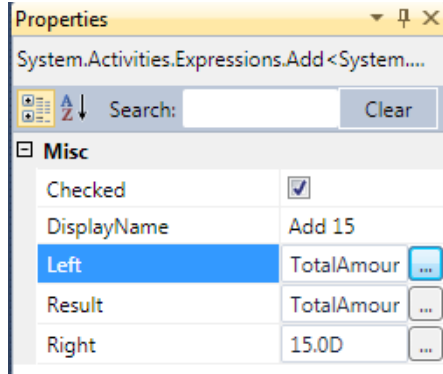 Properties
System.Activities.Expressions.Add<System....
Search: Clear
Misc
Checked
DisplayName Add 15
Left TotalAmour ...
Result TotalAmour ...
Right 15.0D ...